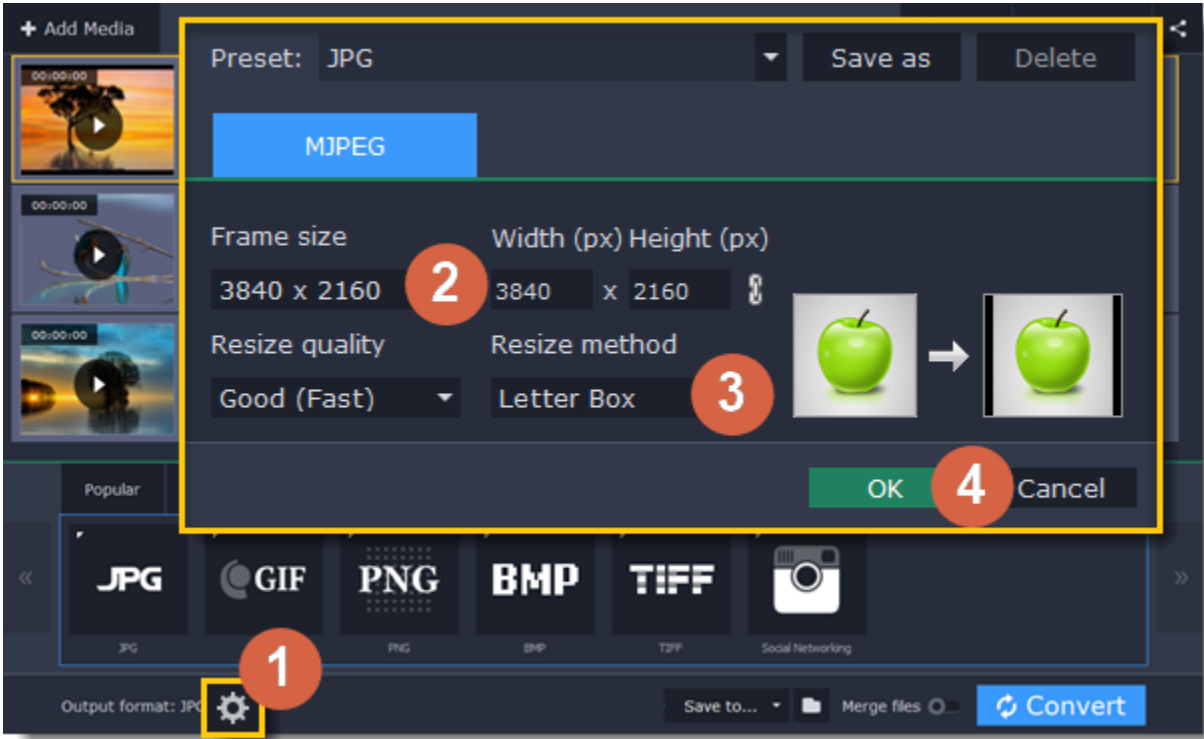 + Add Media
Preset: JPG
Save as
Delete
00:00:00
MJPEG
00:00:00
Frame size
Width (px) Height (px)
3840 x 2160
2
3840 x 2160
00:00:00
Resize quality
Resize method
Good (Fast)
Letter Box
3
OK
4
Cancel
Popular
«
JPG
GIF
PNG
BMP
TIFF
»
JPG
PNG
BMP
TIFF
Social Networking
1
Output format: JPG
Save to...
Merge files
Convert